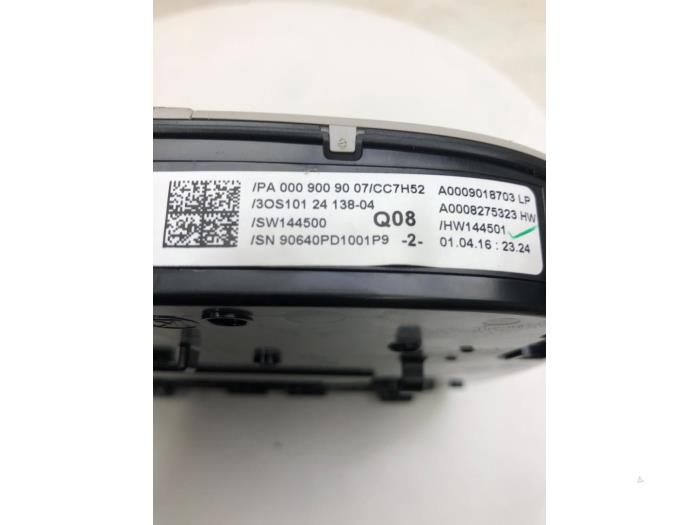 /PA 000 900 90 07/CC7H52 A0009018703 LP
/3OS101 24 138-04 A0008275323 HW
/SW144500 Q08 /HW144501
/SN 90640PD1001P9 -2- 01.04.16 : 23.24